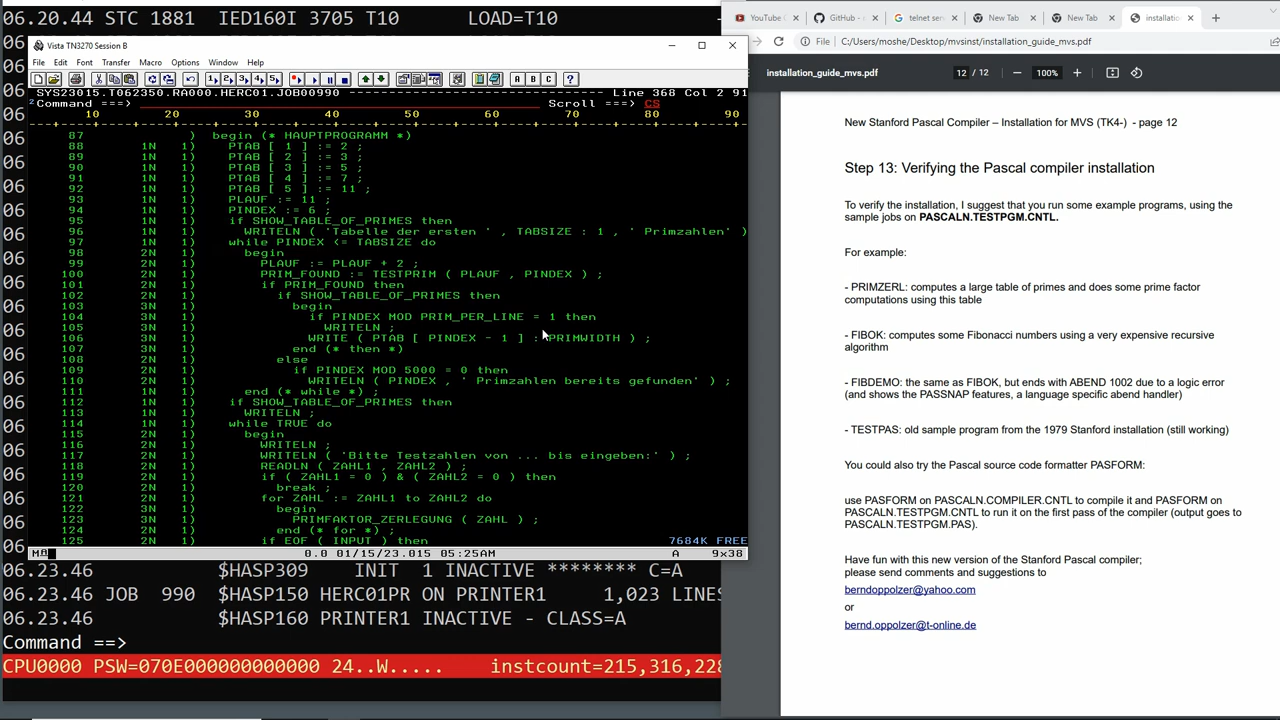 06.20.44 STC 1881 IED160I 3705 T10 LOAD=T10
Vista TN3270 Session B
File Edit Font Transfer Macro Options Window Help
SYS23015.T062350.RA000.HERC01.JOB00990 Line 368 Col 2 91
Command ===> Scroll ===> CS
10 20 30 40 50 60 70 80 90
87 ) begin (* HAUPTPROGRAMM *)
88 1N 1) PTAB [ 1 ] := 2 ;
89 1N 1) PTAB [ 2 ] := 3 ;
90 1N 1) PTAB [ 3 ] := 5 ;
91 1N 1) PTAB [ 4 ] := 7 ;
92 1N 1) PTAB [ 5 ] := 11 ;
93 1N 1) PLAUF := 11 ;
94 1N 1) PINDEX := 6 ;
95 1N 1) if SHOW_TABLE_OF_PRIMES then
96 1N 1) WRITELN ( 'Tabelle der ersten ' , TABSIZE : 1 , ' Primzahlen' )
97 1N 1) while PINDEX <= TABSIZE do
98 2N 1) begin
99 2N 1) PLAUF := PLAUF + 2 ;
100 2N 1) PRIM_FOUND := TESTPRIM ( PLAUF , PINDEX ) ;
101 2N 1) if PRIM_FOUND then
102 2N 1) if SHOW_TABLE_OF_PRIMES then
103 3N 1) begin
104 3N 1) if PINDEX MOD PRIM_PER_LINE = 1 then
105 3N 1) WRITELN ;
106 3N 1) WRITE ( PTAB [ PINDEX - 1 ] : PRIMWIDTH ) ;
107 3N 1) end (* then *)
108 2N 1) else
109 2N 1) if PINDEX MOD 5000 = 0 then
110 2N 1) WRITELN ( PINDEX , ' Primzahlen bereits gefunden' ) ;
111 2N 1) end (* while *) ;
112 1N 1) if SHOW_TABLE_OF_PRIMES then
113 1N 1) WRITELN ;
114 1N 1) while TRUE do
115 2N 1) begin
116 2N 1) WRITELN ;
117 2N 1) WRITELN ( 'Bitte Testzahlen von ... bis eingeben:' ) ;
118 2N 1) READLN ( ZAHL1 , ZAHL2 ) ;
119 2N 1) if ( ZAHL1 = 0 ) & ( ZAHL2 = 0 ) then
120 2N 1) break ;
121 2N 1) for ZAHL := ZAHL1 to ZAHL2 do
122 3N 1) begin
123 3N 1) PRIMFAKTOR_ZERLEGUNG ( ZAHL ) ;
124 3N 1) end (* for *) ;
125 2N 1) if EOF ( INPUT ) then 7684K FREE
0.0 01/15/23.015 05:25AM A 9x38
06.23.46 $HASP309 INIT 1 INACTIVE ******** C=A
06.23.46 JOB 990 $HASP150 HERC01PR ON PRINTER1 1,023 LINES
06.23.46 $HASP160 PRINTER1 INACTIVE - CLASS=A
Command ==>
CPU0000 PSW=070E000000000000 24..W..... instcount=215,316,228
YouTube GitHub - telnet ser New Tab New Tab installatio
File C:/Users/moshe/Desktop/mvsinst/installation_guide_mvs.pdf
installation_guide_mvs.pdf 12 / 12 100%
New Stanford Pascal Compiler – Installation for MVS (TK4-) - page 12
Step 13: Verifying the Pascal compiler installation
To verify the installation, I suggest that you run some example programs, using the
sample jobs on PASCALN.TESTPGM.CNTL.
For example:
- PRIMZERL: computes a large table of primes and does some prime factor
computations using this table
- FIBOK: computes some Fibonacci numbers using a very expensive recursive
algorithm
- FIBDEMO: the same as FIBOK, but ends with ABEND 1002 due to a logic error
(and shows the PASSNAP features, a language specific abend handler)
- TESTPAS: old sample program from the 1979 Stanford installation (still working)
You could also try the Pascal source code formatter PASFORM:
use PASFORM on PASCALN.COMPILER.CNTL to compile it and PASFORM on
PASCALN.TESTPGM.CNTL to run it on the first pass of the compiler (output goes to
PASCALN.TESTPGM.PAS).
Have fun with this new version of the Stanford Pascal compiler;
please send comments and suggestions to
berndoppolzer@yahoo.com
or
bernd.oppolzer@t-online.de